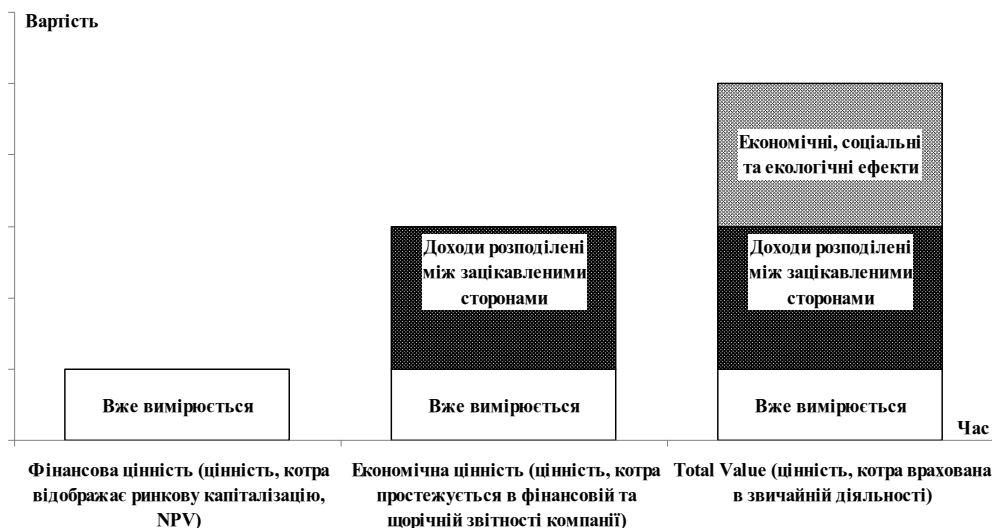 Вартість
Економічні, соціальні
та екологічні ефекти
Доходи розподілені
між зацікавленими
сторонами
Доходи розподілені
між зацікавленими
сторонами
Вже вимірюється
Вже вимірюється
Вже вимірюється
Час
Фінансова цінність (цінність, котра
відображає ринкову капіталізацію,
NPV)
Економічна цінність (цінність, котра
простежується в фінансовій та
щорічній звітності компанії)
Total Value (цінність, котра врахована
в звичайній діяльності)